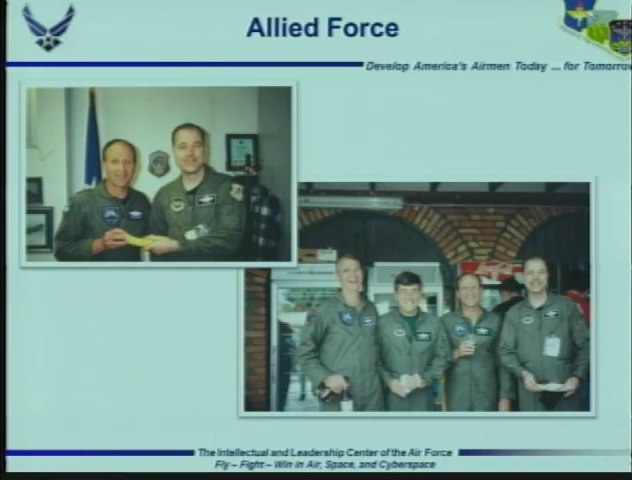 Allied Force
Develop America's Airmen Today ... for Tomorrow
The Intellectual and Leadership Center of the Air Force
Fly – Fight – Win in Air, Space, and Cyberspace